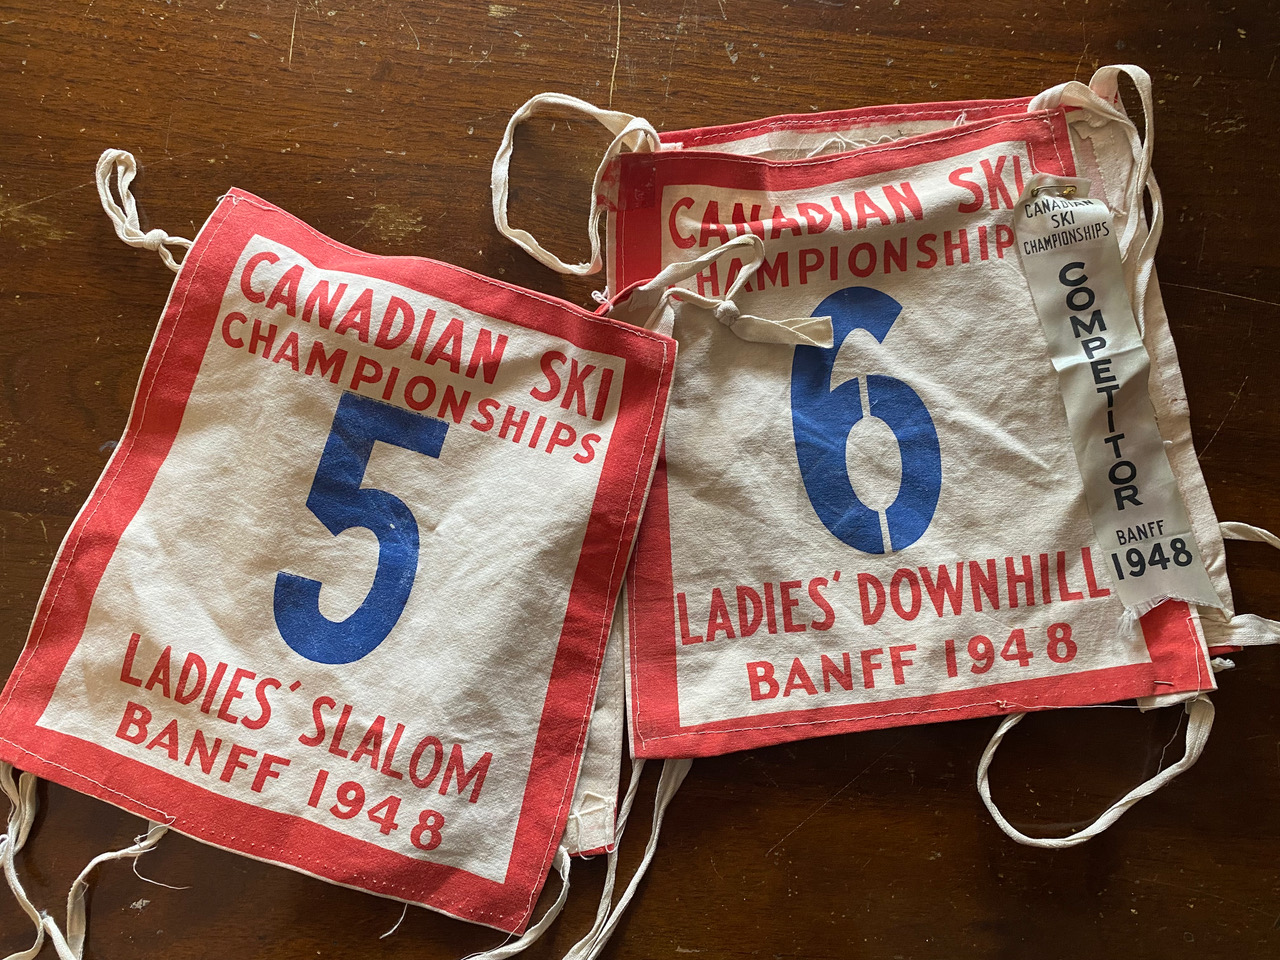 CANADIAN SKI
CHAMPIONSHIPS
5
LADIES' SLALOM
BANFF 1948
CANADIAN SKI
CHAMPIONSHIP
6
LADIES' DOWNHILL
BANFF 1948
CANADIAN
SKI
CHAMPIONSHIPS
COMPETITOR
BANFF
1948